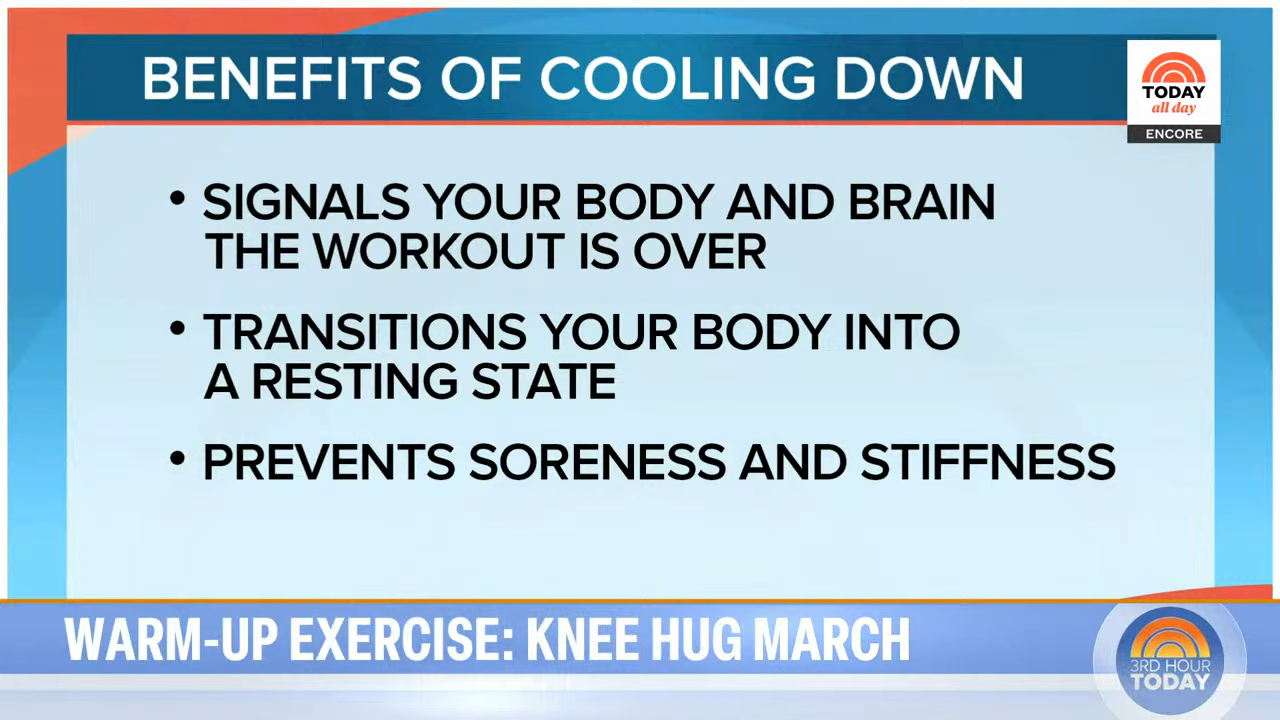 BENEFITS OF COOLING DOWN
TODAY
all day
ENCORE
• SIGNALS YOUR BODY AND BRAIN
THE WORKOUT IS OVER
• TRANSITIONS YOUR BODY INTO
A RESTING STATE
• PREVENTS SORENESS AND STIFFNESS
WARM-UP EXERCISE: KNEE HUG MARCH
3RD HOUR
TODAY